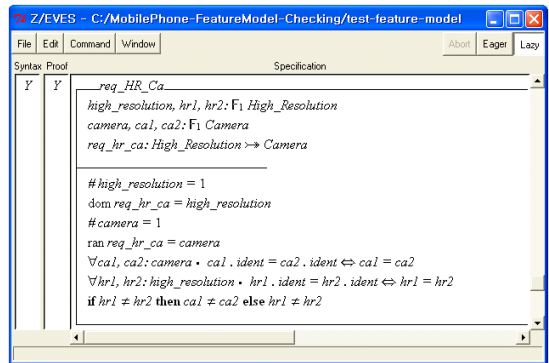 Z/EVES - C:/MobilePhone-FeatureModel-Checking/test-feature-model
File Edit Command Window Abort Eager Lazy
Syntax Proof Specification
Y Y req_HR_Ca
high_resolution, hr1, hr2: F₁ High_Resolution
camera, ca1, ca2: F₁ Camera
req_hr_ca: High_Resolution ⤖ Camera
#high_resolution = 1
dom req_hr_ca = high_resolution
#camera = 1
ran req_hr_ca = camera
∀ca1, ca2: camera • ca1 . ident = ca2 . ident ⇔ ca1 = ca2
∀hr1, hr2: high_resolution • hr1 . ident = hr2 . ident ⇔ hr1 = hr2
if hr1 ≠ hr2 then ca1 ≠ ca2 else hr1 ≠ hr2